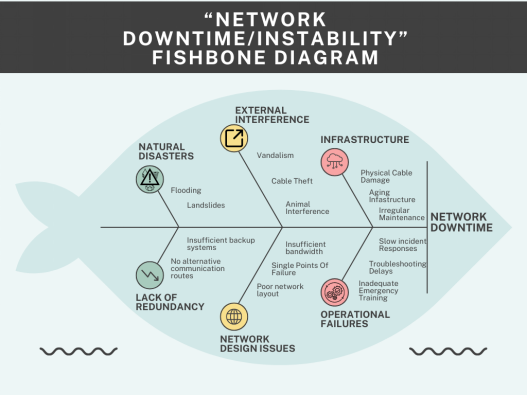 “NETWORK
DOWNTIME/INSTABILITY”
FISHBONE DIAGRAM
EXTERNAL
INTERFERENCE
INFRASTRUCTURE
NATURAL
DISASTERS
Vandalism
Physical Cable
Damage
Cable Theft
Flooding
Aging
Infastructure
Landslides
Animal
Interference
Irregular
Maintenance
NETWORK
DOWNTIME
Insufficient backup
systems
Insufficient
bandwidth
Slow incident
Responses
No alternative
communication
routes
Single Points Of
Failure
Troubleshooting
Delays
Poor network
layout
Inadequate
Emergency
Training
LACK OF
REDUNDANCY
OPERATIONAL
FAILURES
NETWORK
DESIGN ISSUES